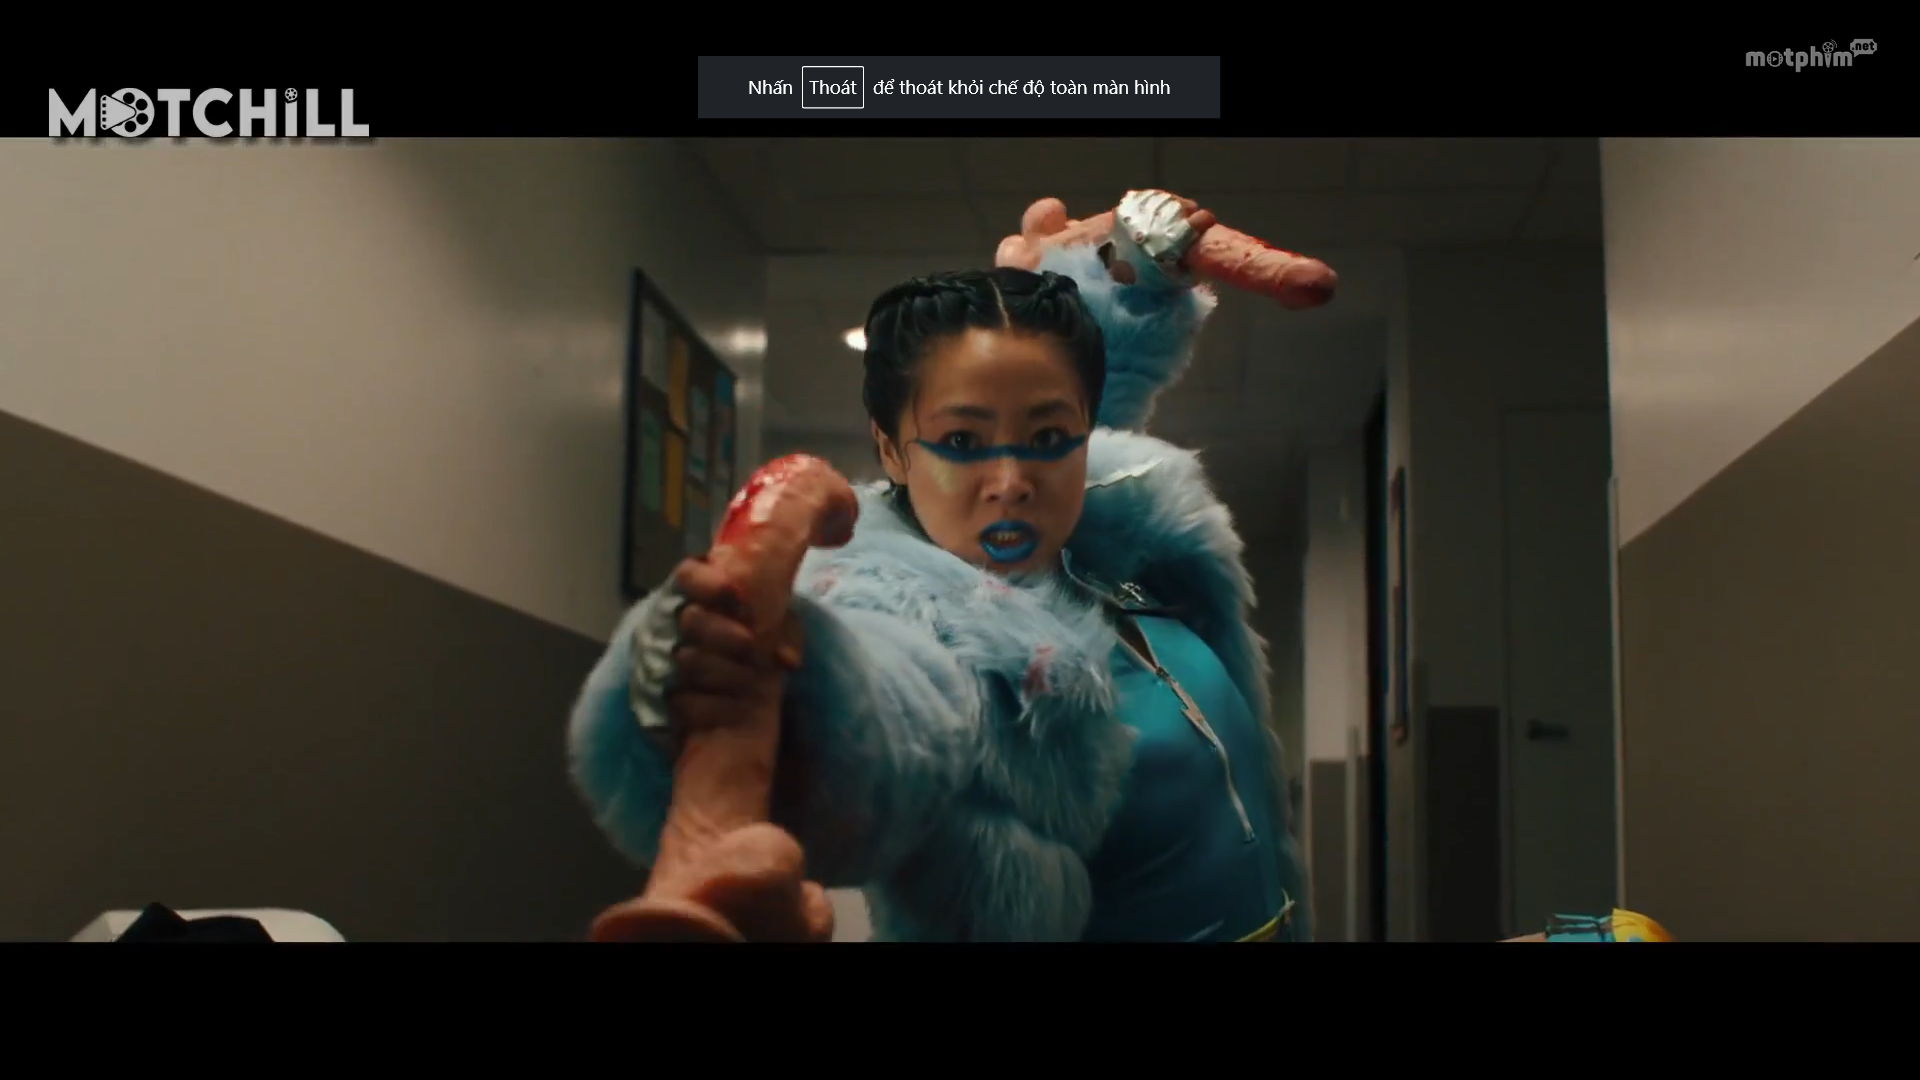 motphim.net
Nhấn Thoát để thoát khỏi chế độ toàn màn hình
MOTCHiLL